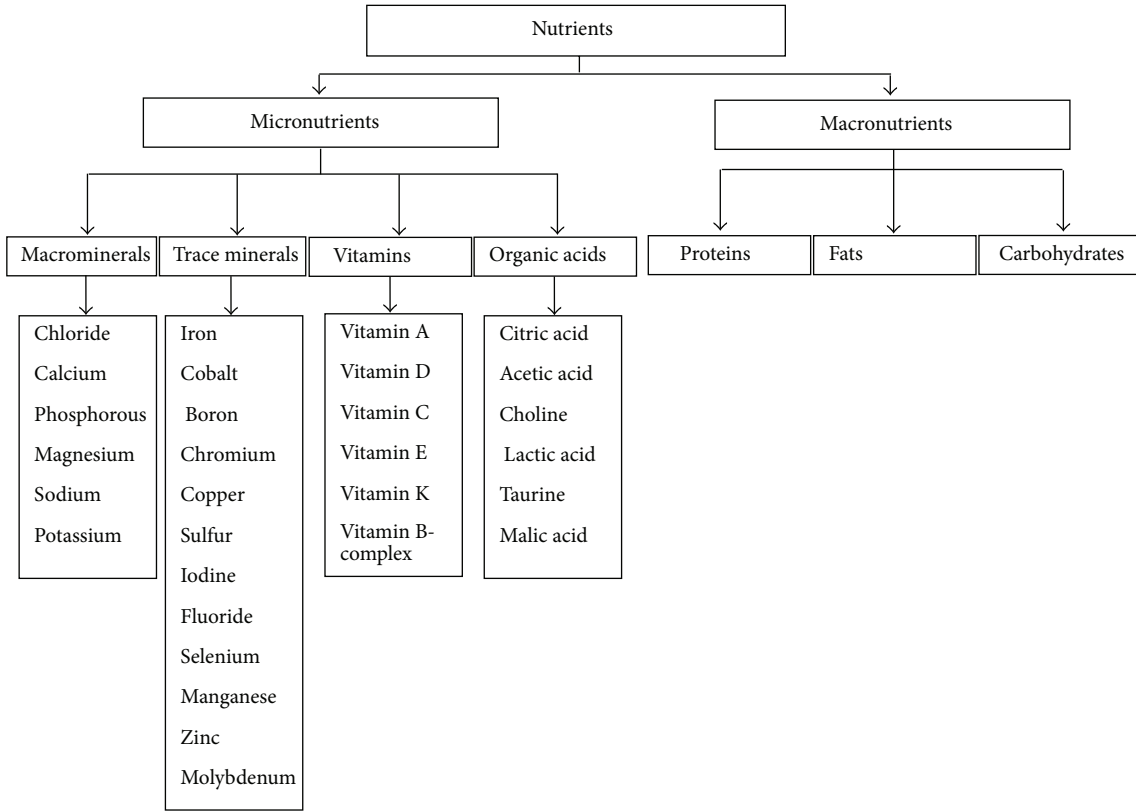 Nutrients
Micronutrients
Macronutrients
Macrominerals
Trace minerals
Vitamins
Organic acids
Proteins
Fats
Carbohydrates
Chloride
Calcium
Phosphorous
Magnesium
Sodium
Potassium
Iron
Cobalt
Boron
Chromium
Copper
Sulfur
Iodine
Fluoride
Selenium
Manganese
Zinc
Molybdenum
Vitamin A
Vitamin D
Vitamin C
Vitamin E
Vitamin K
Vitamin B-
complex
Citric acid
Acetic acid
Choline
Lactic acid
Taurine
Malic acid